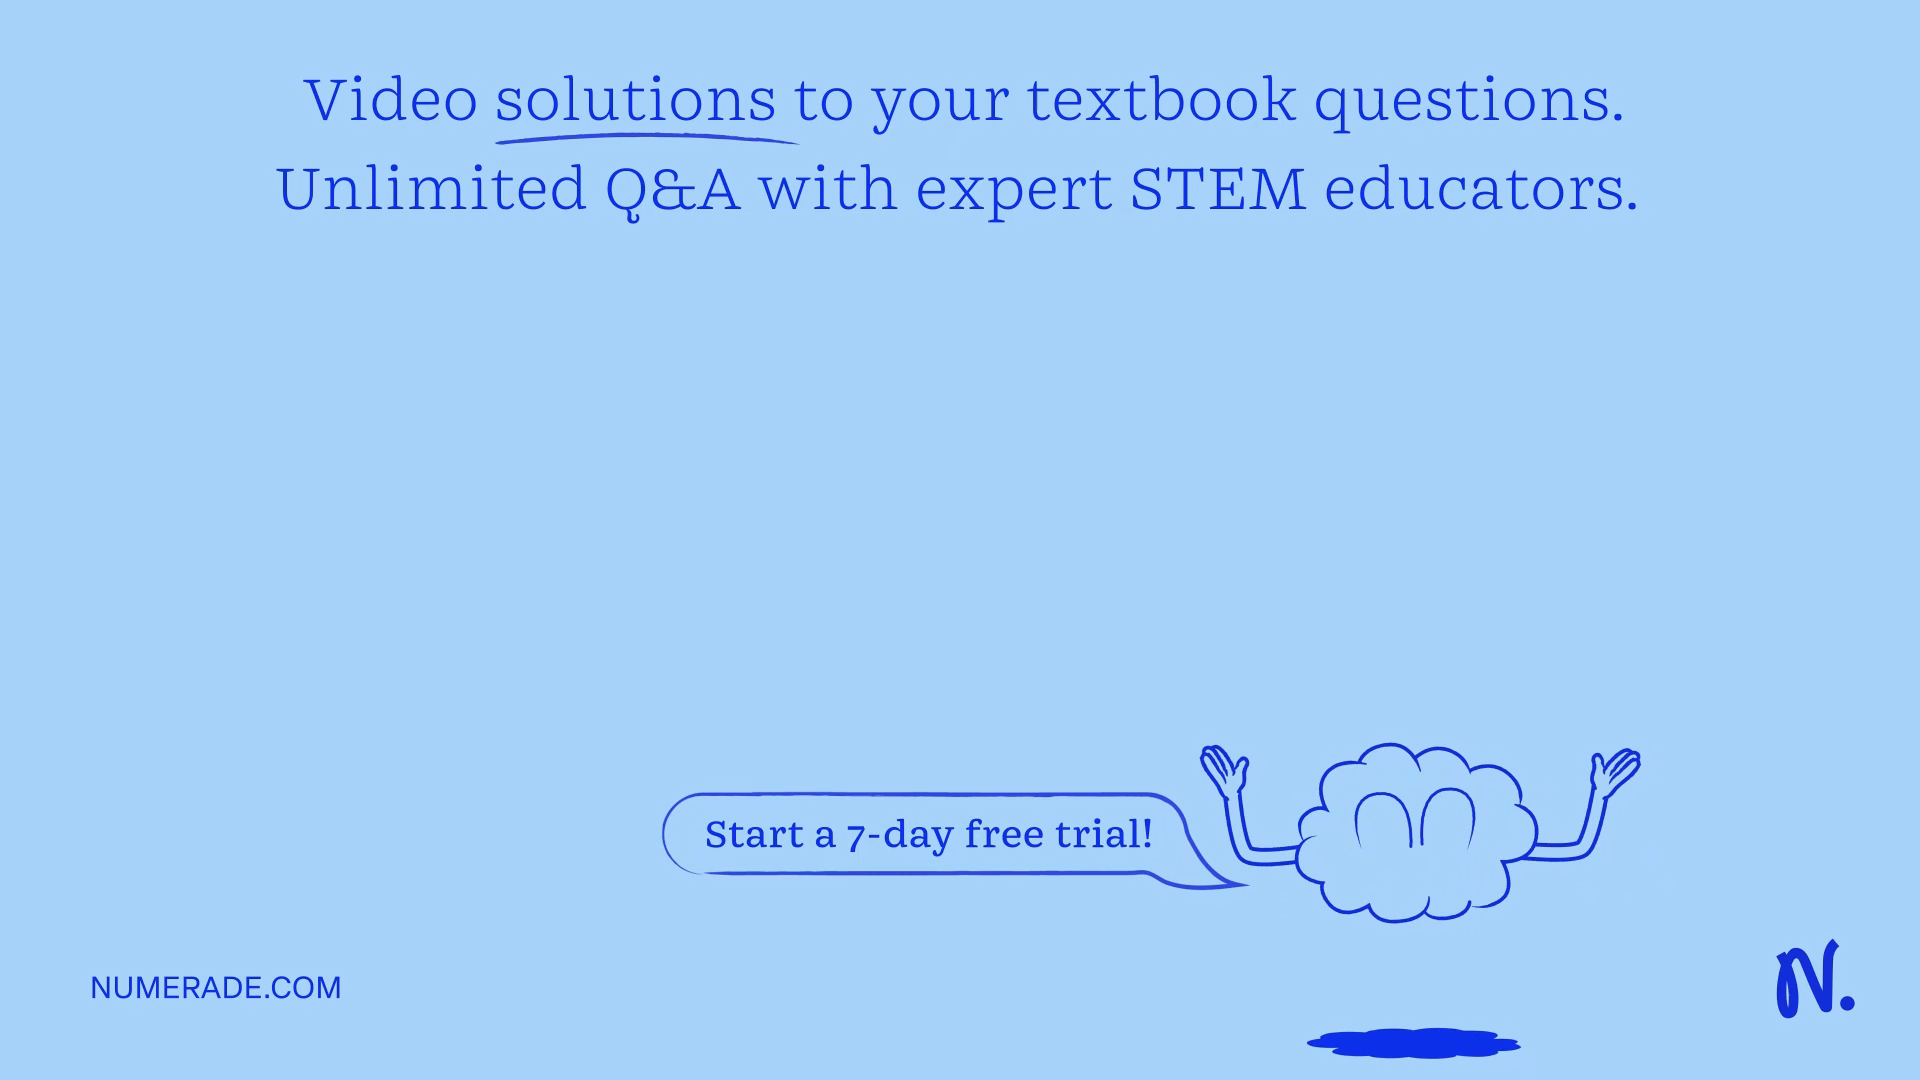 Video solutions to your textbook questions.
Unlimited Q&A with expert STEM educators.
Start a 7-day free trial!
NUMERADE.COM
N.